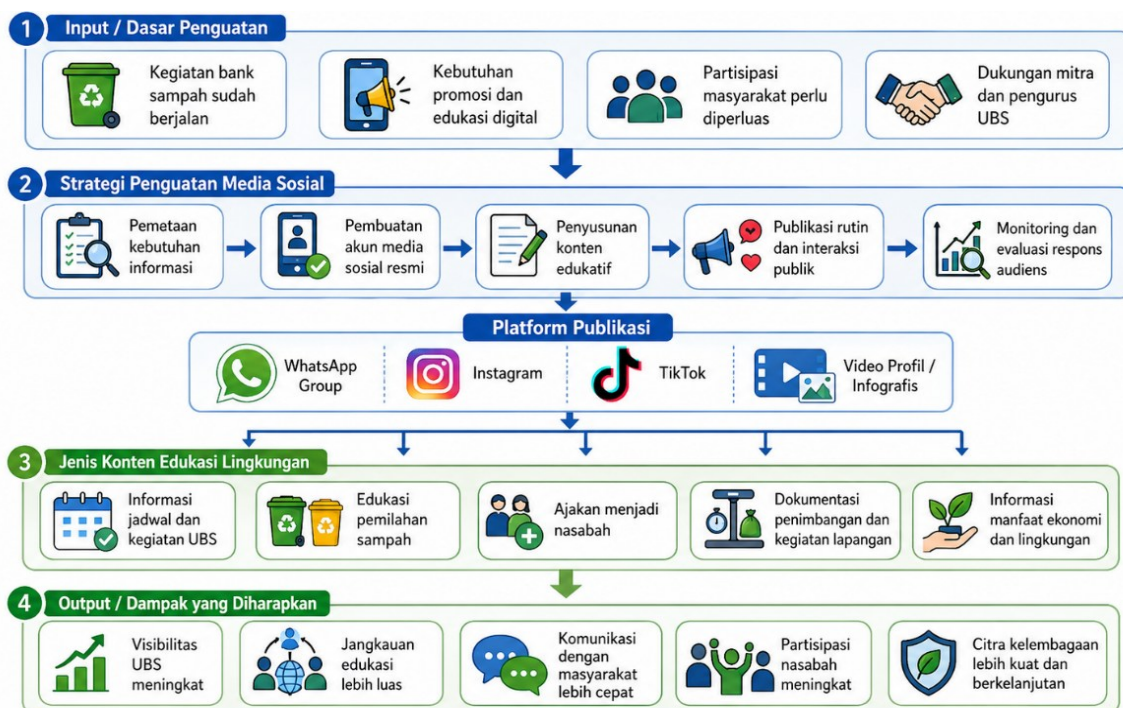 1 Input / Dasar Penguatan
Kegiatan bank
sampah sudah
berjalan
Kebutuhan
promosi dan
edukasi digital
Partisipasi
masyarakat perlu
diperluas
Dukungan mitra
dan pengurus
UBS
2 Strategi Penguatan Media Sosial
Pemetaan
kebutuhan
informasi
Pembuatan
akun media
sosial resmi
Penyusunan
konten
edukatif
Publikasi rutin
dan interaksi
publik
Monitoring dan
evaluasi respons
audiens
Platform Publikasi
WhatsApp
Group
Instagram
TikTok
Video Profil /
Infografis
3 Jenis Konten Edukasi Lingkungan
Informasi
jadwal dan
kegiatan UBS
Edukasi
pemilahan
sampah
Ajakan menjadi
nasabah
Dokumentasi
penimbangan dan
kegiatan lapangan
Informasi
manfaat ekonomi
dan lingkungan
4 Output / Dampak yang Diharapkan
Visibilitas
UBS
meningkat
Jangkauan
edukasi
lebih luas
Komunikasi
dengan
masyarakat
lebih cepat
Partisipasi
nasabah
meningkat
Citra kelembagaan
lebih kuat dan
berkelanjutan